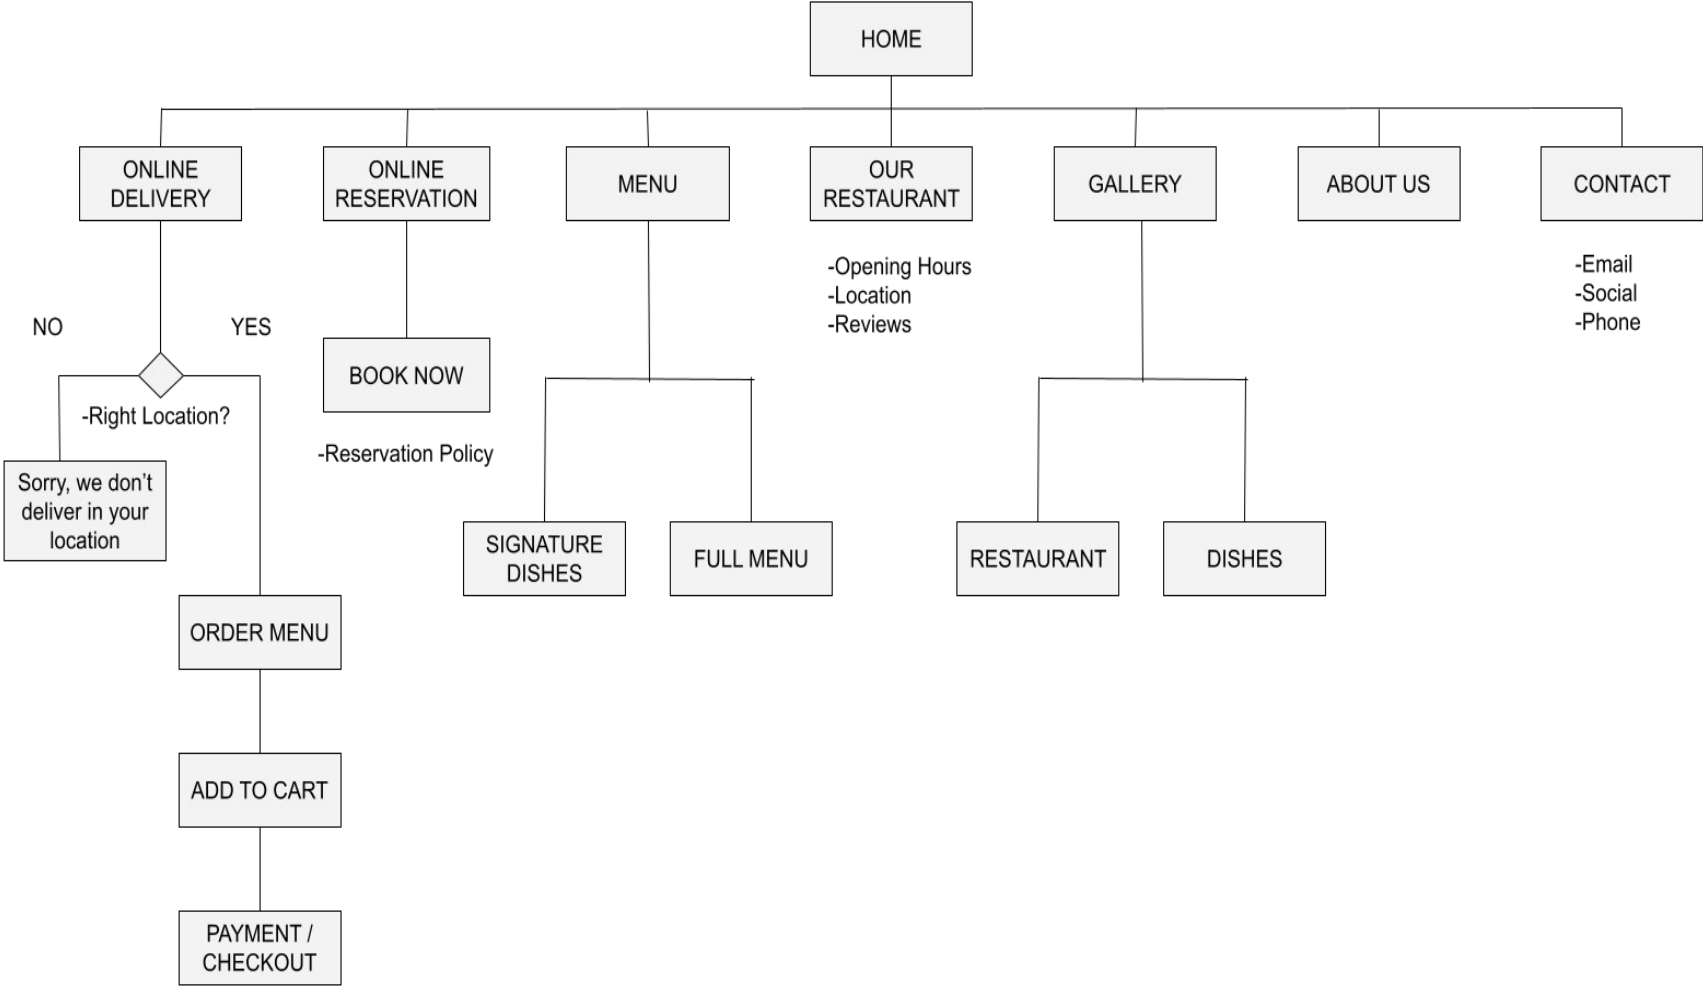 HOME
ONLINE
DELIVERY
ONLINE
RESERVATION
MENU
OUR
RESTAURANT
GALLERY
ABOUT US
CONTACT
-Opening Hours
-Location
-Reviews
-Email
-Social
-Phone
NO
YES
BOOK NOW
-Right Location?
-Reservation Policy
Sorry, we don’t
deliver in your
location
SIGNATURE
DISHES
FULL MENU
RESTAURANT
DISHES
ORDER MENU
ADD TO CART
PAYMENT /
CHECKOUT